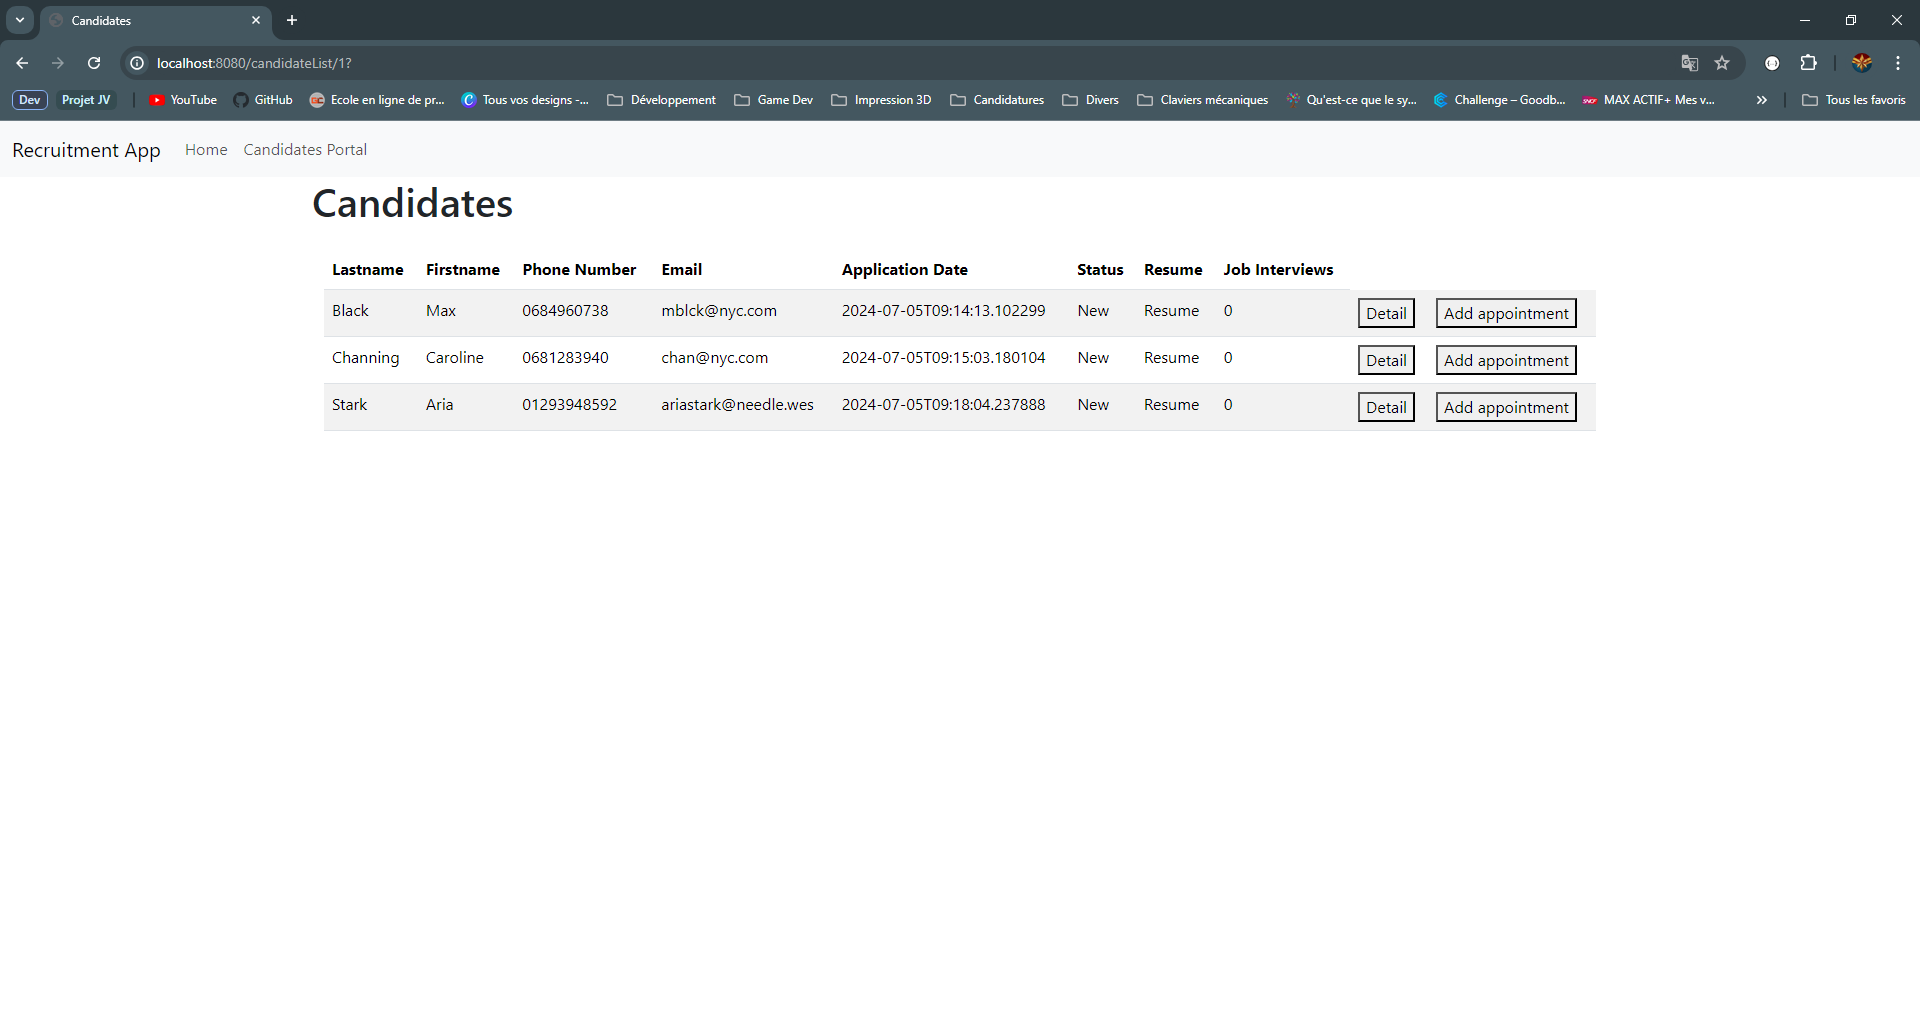 Candidates
localhost:8080/candidateList/1?
Dev Projet JV YouTube GitHub Ecole en ligne de pr... Tous vos designs -... Développement Game Dev Impression 3D Candidatures Divers Claviers mécaniques Qu'est-ce que le sy... Challenge – Goodb... MAX ACTIF+ Mes v... Tous les favoris
Recruitment App Home Candidates Portal
Candidates
Lastname Firstname Phone Number Email Application Date Status Resume Job Interviews
Black Max 0684960738 mblck@nyc.com 2024-07-05T09:14:13.102299 New Resume 0 Detail Add appointment
Channing Caroline 0681283940 chan@nyc.com 2024-07-05T09:15:03.180104 New Resume 0 Detail Add appointment
Stark Aria 01293948592 ariastark@needle.wes 2024-07-05T09:18:04.237888 New Resume 0 Detail Add appointment